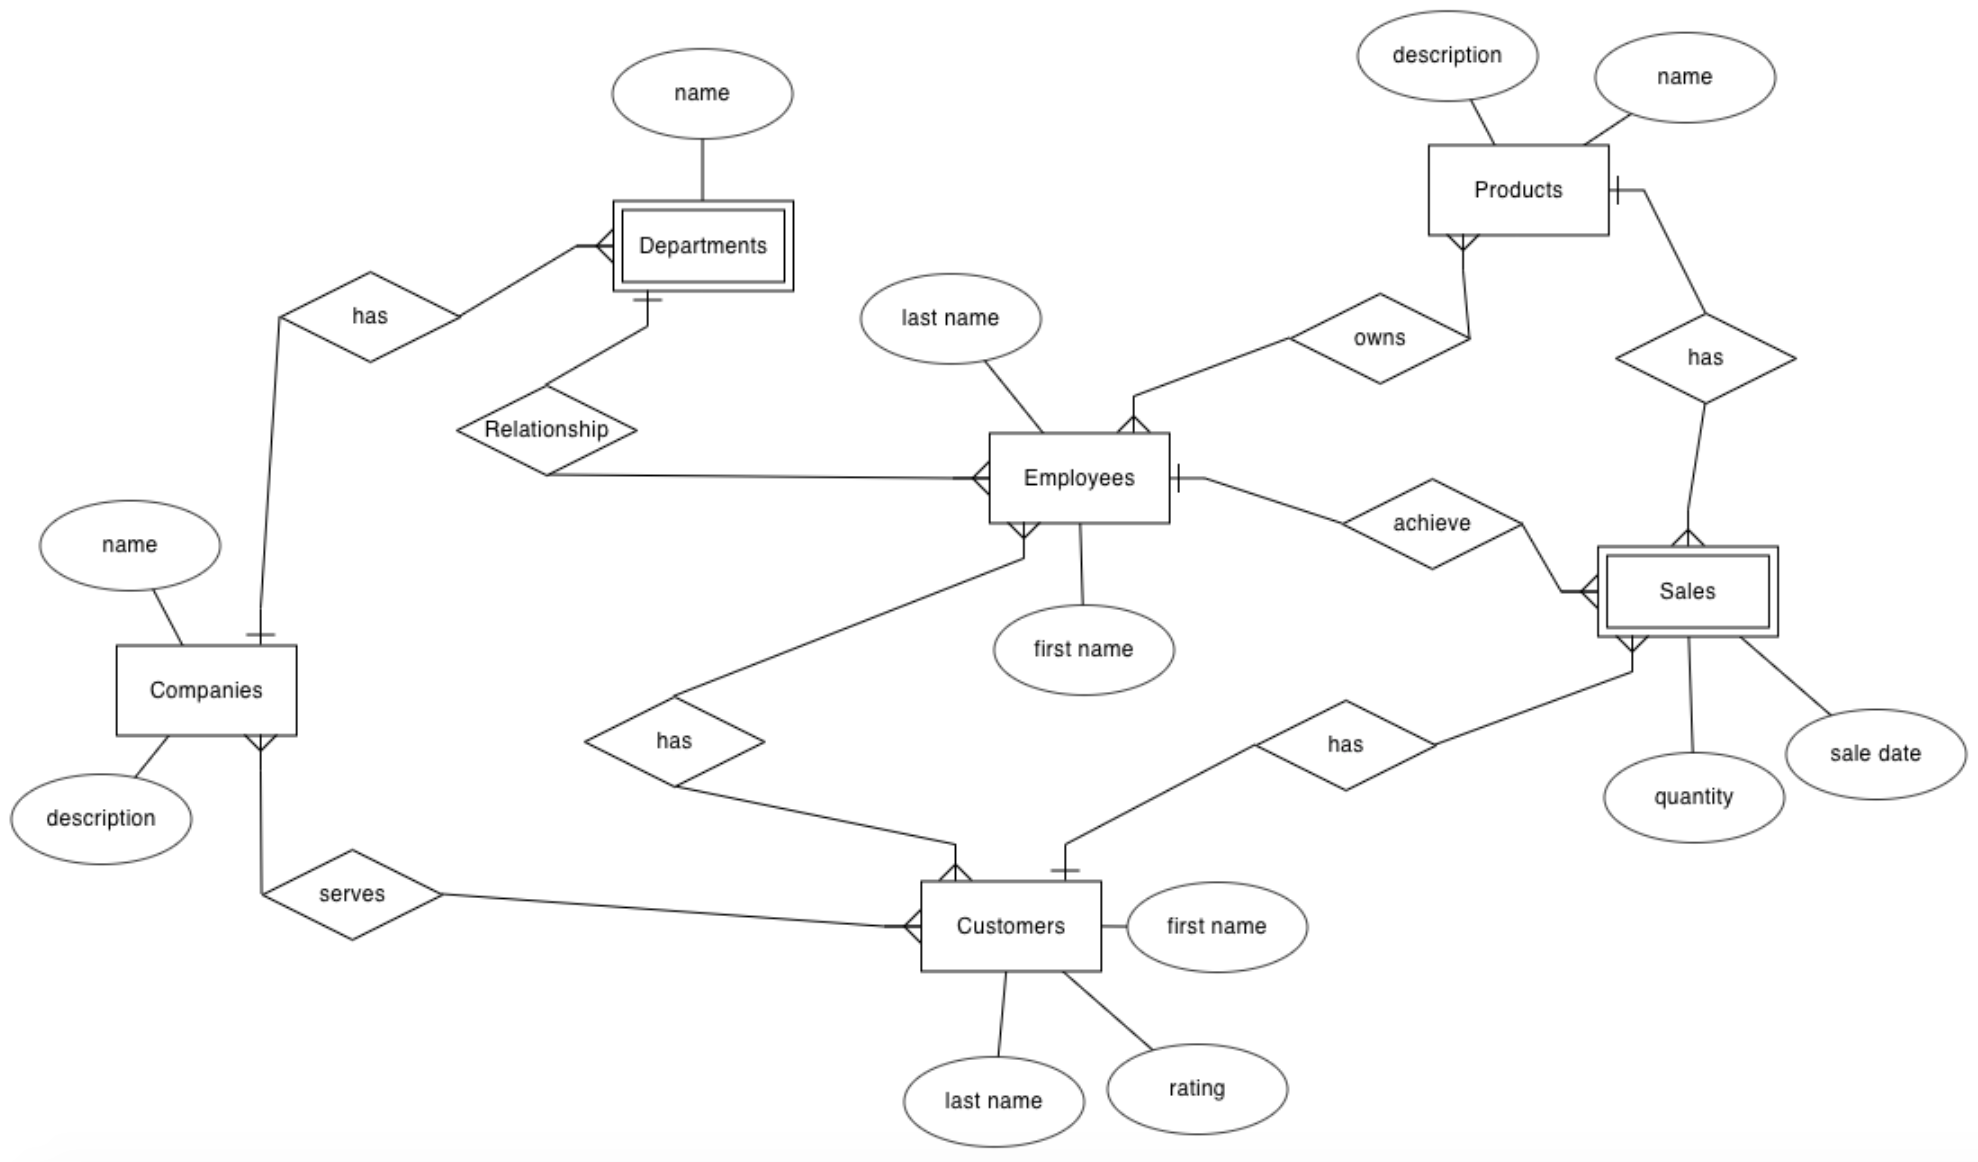 description
name
name
Products
Departments
has
last name
owns
has
Relationship
Employees
achieve
name
Sales
first name
Companies
has
has
sale date
quantity
description
serves
Customers
first name
rating
last name